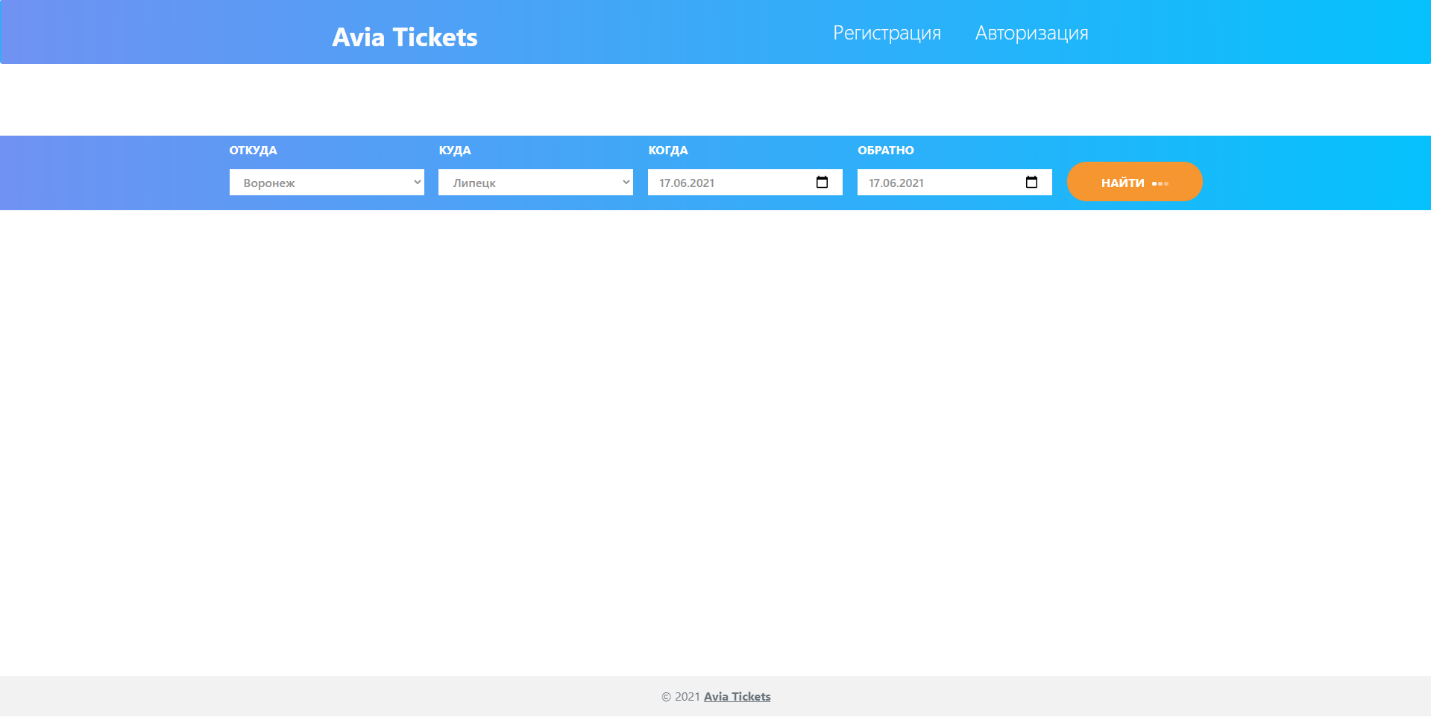 Avia Tickets Регистрация Авторизация
ОТКУДА КУДА КОГДА ОБРАТНО
Воронеж Липецк 17.06.2021 17.06.2021 НАЙТИ
© 2021 Avia Tickets